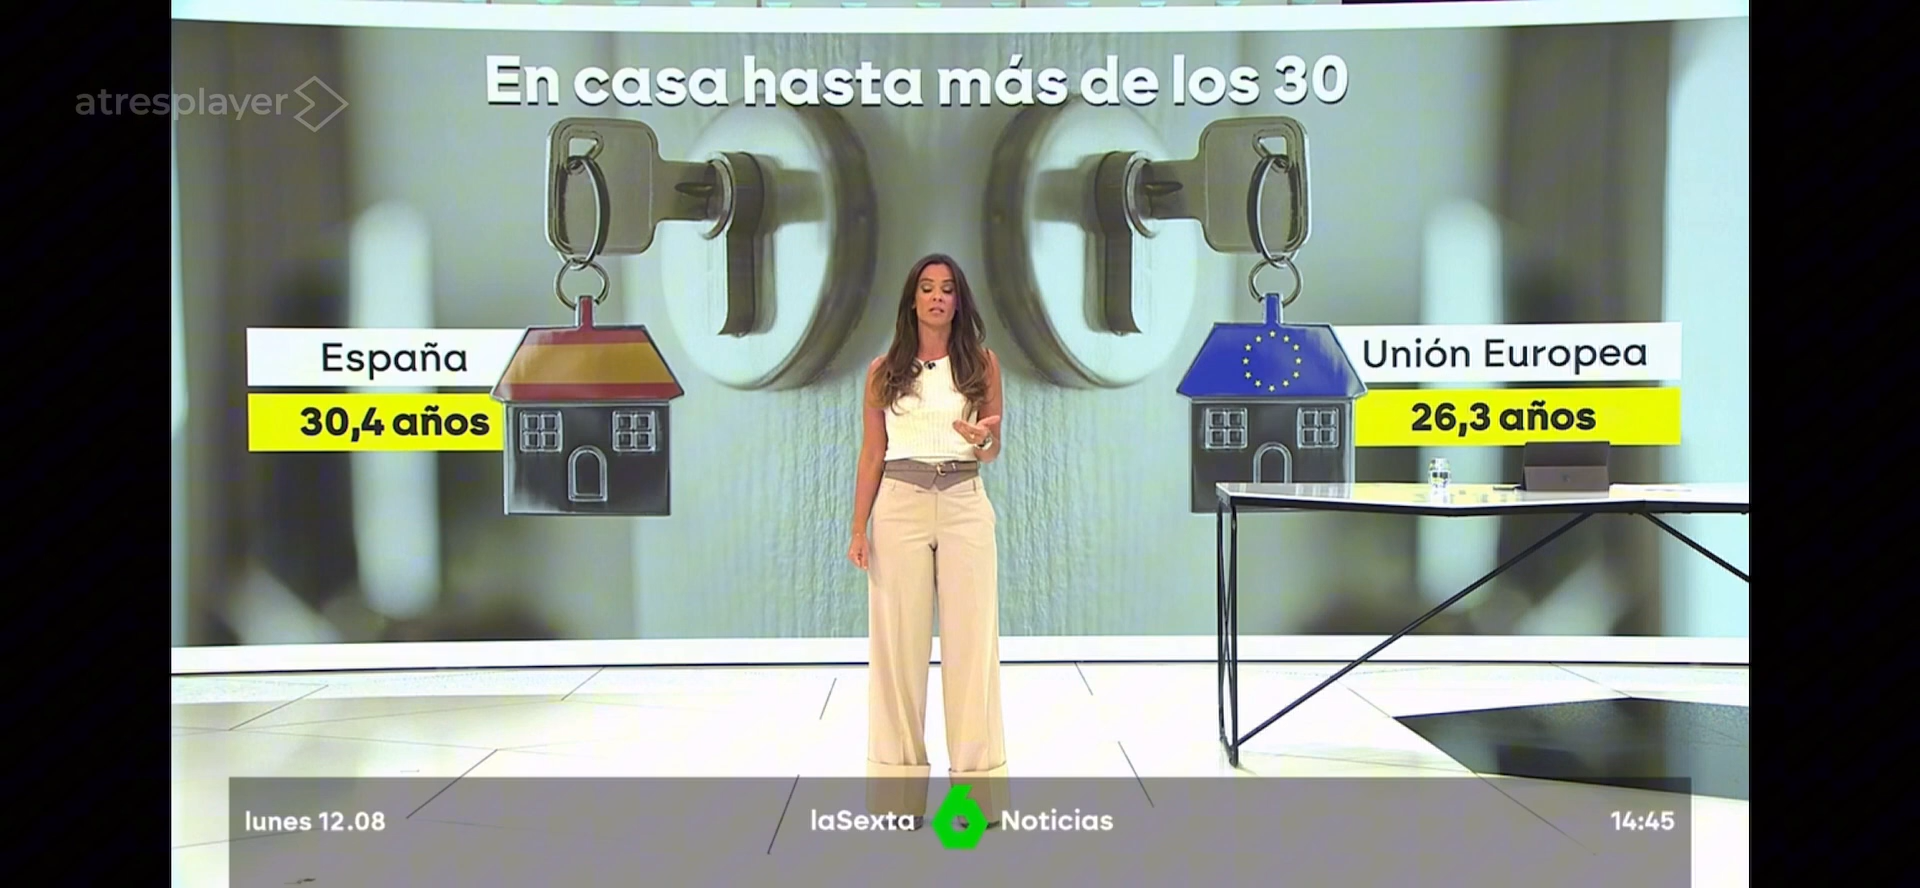 En casa hasta más de los 30
atresplayer
España
30,4 años
Unión Europea
26,3 años
lunes 12.08
laSexta 6 Noticias
14:45